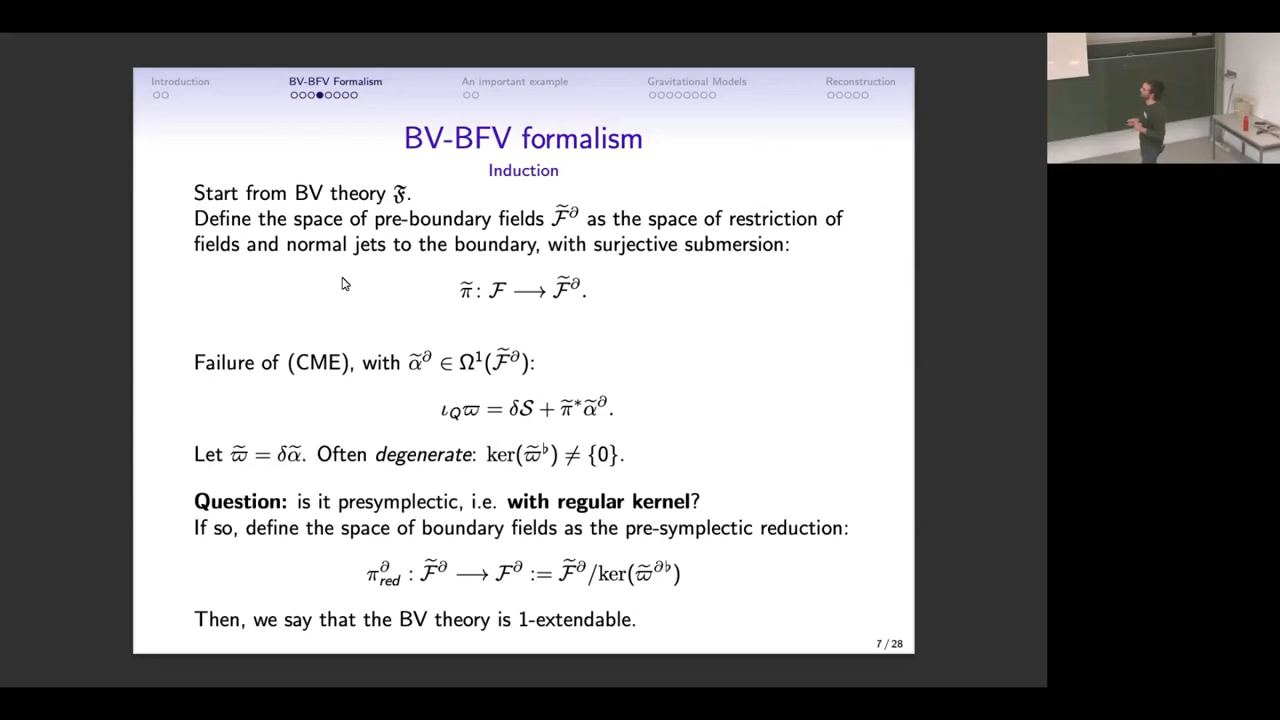 Introduction BV-BFV Formalism An important example Gravitational Models Reconstruction
BV-BFV formalism
Induction
Start from BV theory 𝔉.
Define the space of pre-boundary fields ℱ̃^∂ as the space of restriction of
fields and normal jets to the boundary, with surjective submersion:
π̃ : ℱ ⟶ ℱ̃^∂.
Failure of (CME), with α̃^∂ ∈ Ω¹(ℱ̃^∂):
ι_Q ϖ = δ𝒮 + π̃*α̃^∂.
Let ϖ̃ = δα̃. Often degenerate: ker(ϖ̃^♭) ≠ {0}.
Question: is it presymplectic, i.e. with regular kernel?
If so, define the space of boundary fields as the pre-symplectic reduction:
π^∂_red : ℱ̃^∂ ⟶ ℱ^∂ := ℱ̃^∂/ker(ϖ̃^∂♭)
Then, we say that the BV theory is 1-extendable.
7 / 28